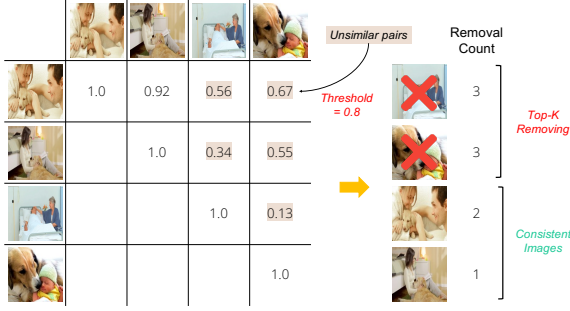 Unsimilar pairs
Removal
Count
1.0 0.92 0.56 0.67
Threshold
= 0.8
3
Top-K
Removing
1.0 0.34 0.55
3
1.0 0.13
2
Consistent
Images
1.0
1